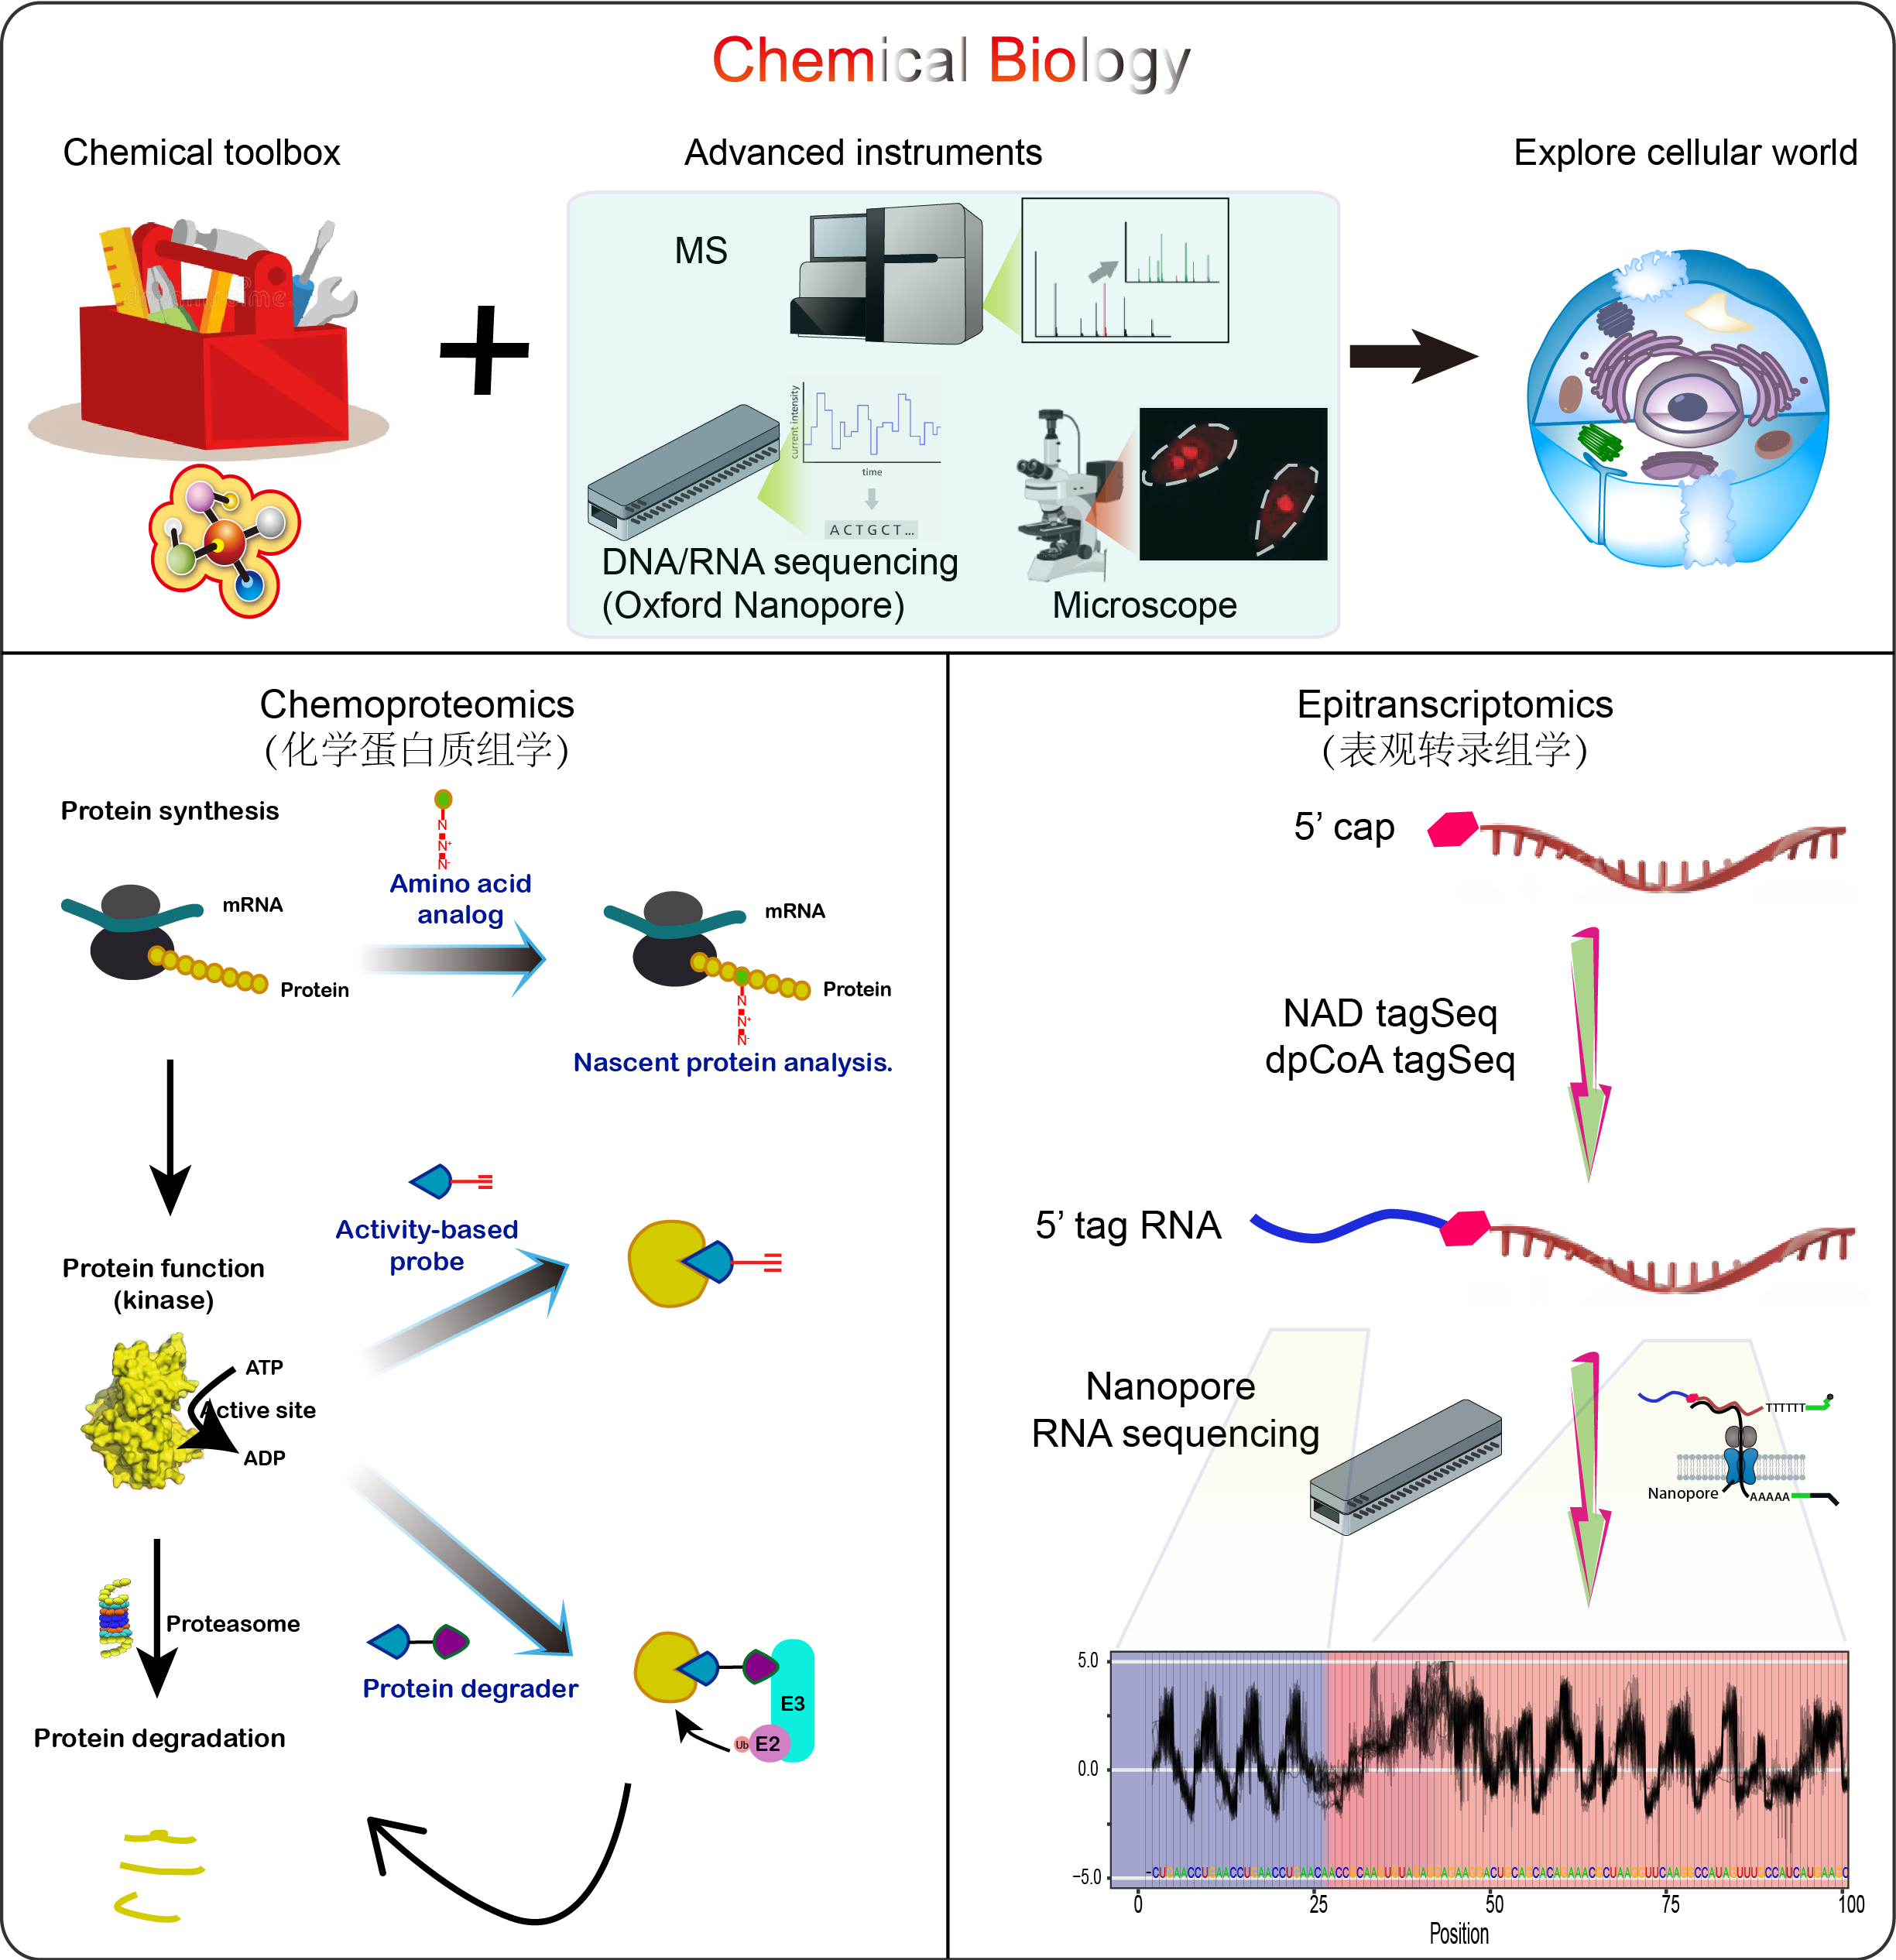 Chemical Biology
Chemical toolbox
Advanced instruments
Explore cellular world
MS
current intensity
time
ACTGCT...
DNA/RNA sequencing
(Oxford Nanopore)
Microscope
Chemoproteomics
(化学蛋白质组学)
Protein synthesis
N
N+
N-
Amino acid
analog
mRNA
Protein
mRNA
Protein
N
N+
N-
Nascent protein analysis.
Activity-based
probe
Protein function
(kinase)
ATP
Active site
ADP
Proteasome
Protein degrader
Protein degradation
E3
Ub
E2
Epitranscriptomics
(表观转录组学)
5’ cap
NAD tagSeq
dpCoA tagSeq
5’ tag RNA
Nanopore
RNA sequencing
TTTTTT
Nanopore
AAAAA
5.0
0.0
−5.0
0 25 50 75 100
Position